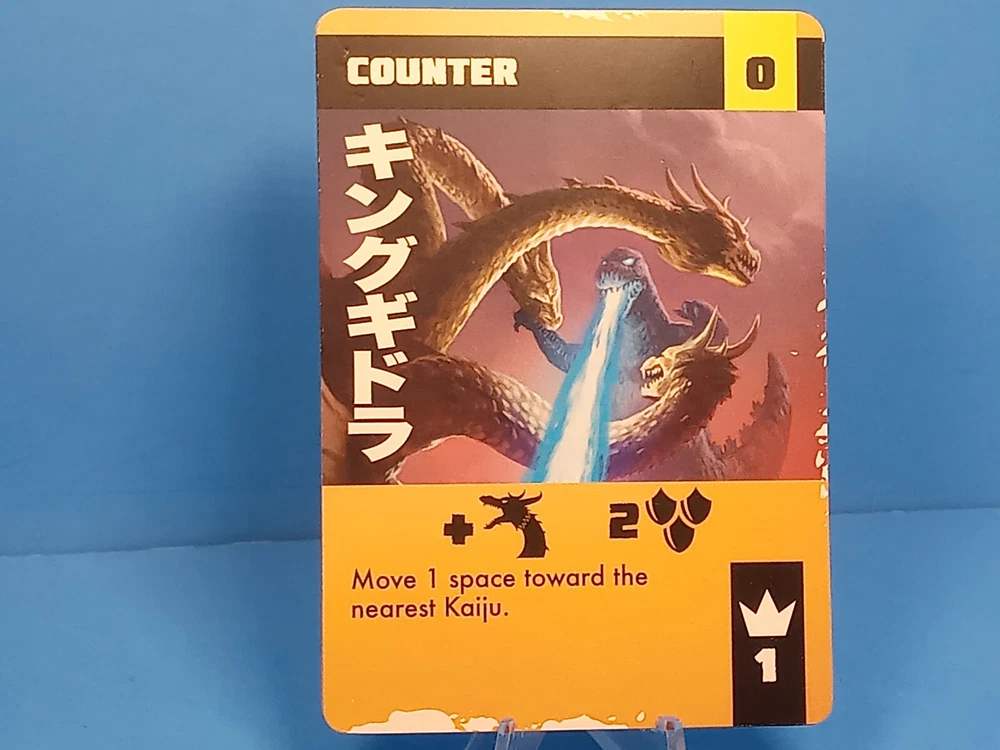 COUNTER
0
キングギドラ
+
2
Move 1 space toward the
nearest Kaiju.
1